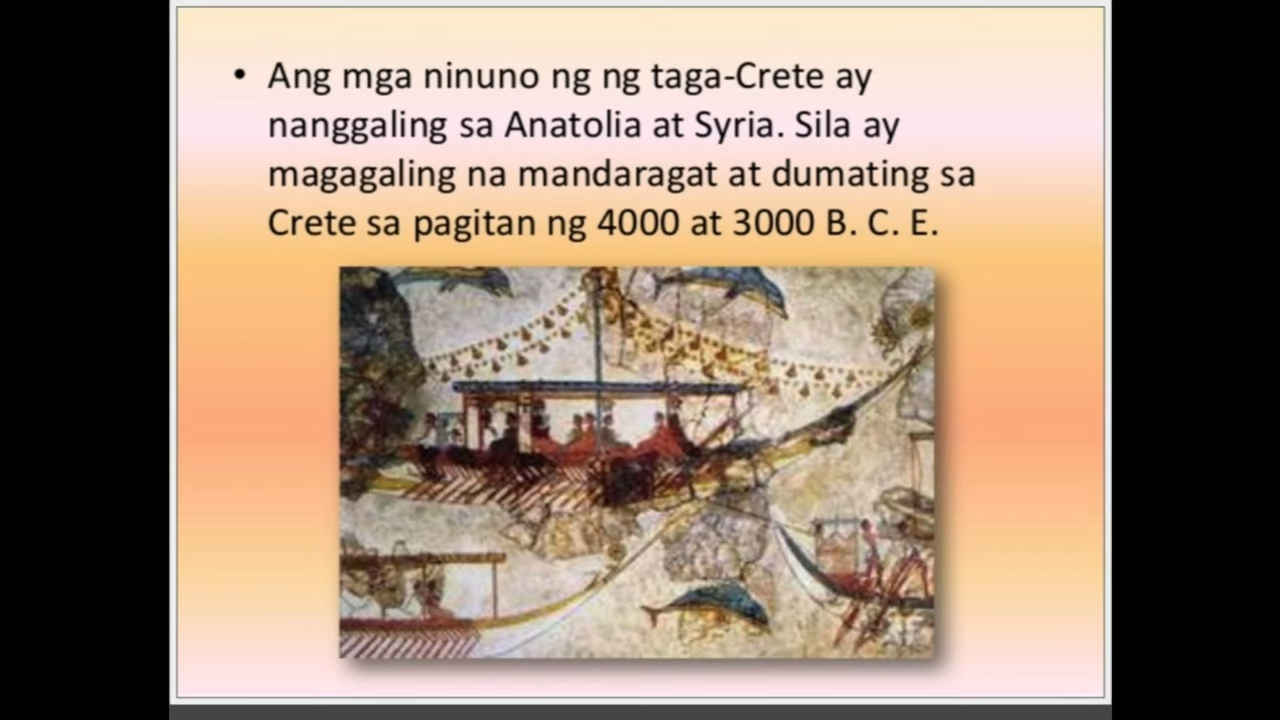 • Ang mga ninuno ng ng taga-Crete ay
nanggaling sa Anatolia at Syria. Sila ay
magagaling na mandaragat at dumating sa
Crete sa pagitan ng 4000 at 3000 B. C. E.